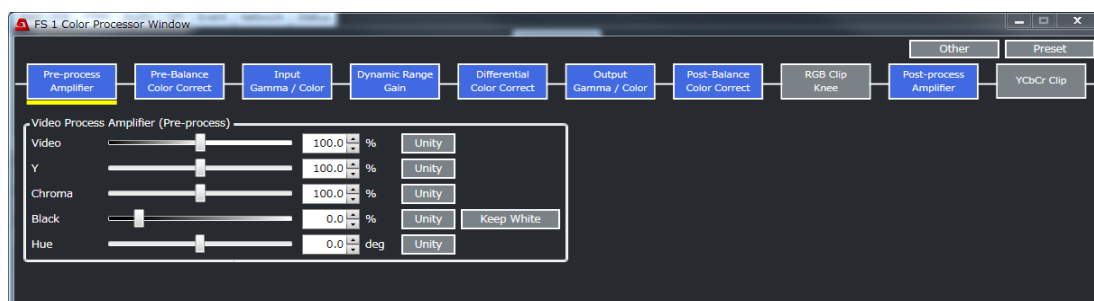 FS 1 Color Processor Window
Other
Preset
Pre-process
Amplifier
Pre-Balance
Color Correct
Input
Gamma / Color
Dynamic Range
Gain
Differential
Color Correct
Output
Gamma / Color
Post-Balance
Color Correct
RGB Clip
Knee
Post-process
Amplifier
YCbCr Clip
Video Process Amplifier (Pre-process)
Video 100.0 % Unity
Y 100.0 % Unity
Chroma 100.0 % Unity
Black 0.0 % Unity Keep White
Hue 0.0 deg Unity